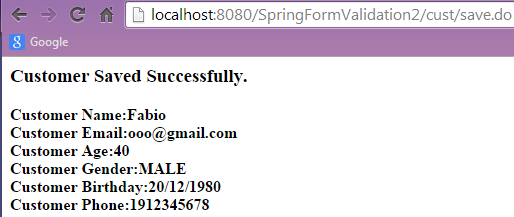 localhost:8080/SpringFormValidation2/cust/save.do
Google
Customer Saved Successfully.
Customer Name:Fabio
Customer Email:ooo@gmail.com
Customer Age:40
Customer Gender:MALE
Customer Birthday:20/12/1980
Customer Phone:1912345678